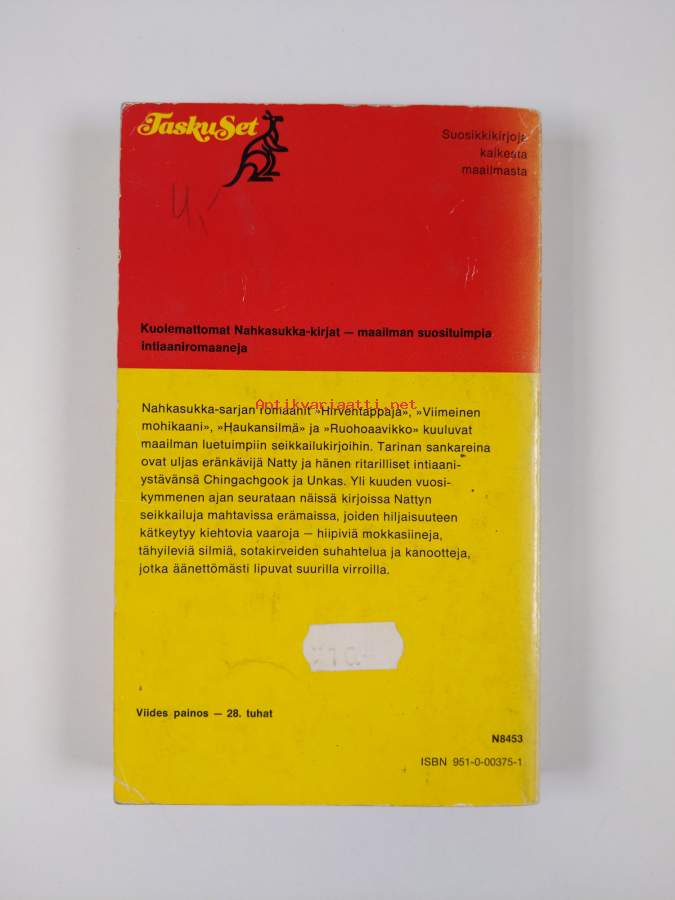 TaskuSet
Suosikkikirjoja
kaikesta
maailmasta
4,-
Kuolemattomat Nahkasukka-kirjat — maailman suosituimpia
intiaaniromaaneja
Antikvariaatti.net
Nahkasukka-sarjan romaanit »Hirventappaja», »Viimeinen
mohikaani», »Haukansilmä» ja »Ruohoaavikko» kuuluvat
maailman luetuimpiin seikkailukirjoihin. Tarinan sankareina
ovat uljas eränkävijä Natty ja hänen ritarilliset intiaani-
ystävänsä Chingachgook ja Unkas. Yli kuuden vuosi-
kymmenen ajan seurataan näissä kirjoissa Nattyn
seikkailuja mahtavissa erämaissa, joiden hiljaisuuteen
kätkeytyy kiehtovia vaaroja — hiipiviä mokkasiineja,
tähyileviä silmiä, sotakirveiden suhahtelua ja kanootteja,
jotka äänettömästi lipuvat suurilla virroilla.
Viides painos — 28. tuhat
N8453
ISBN 951-0-00375-1